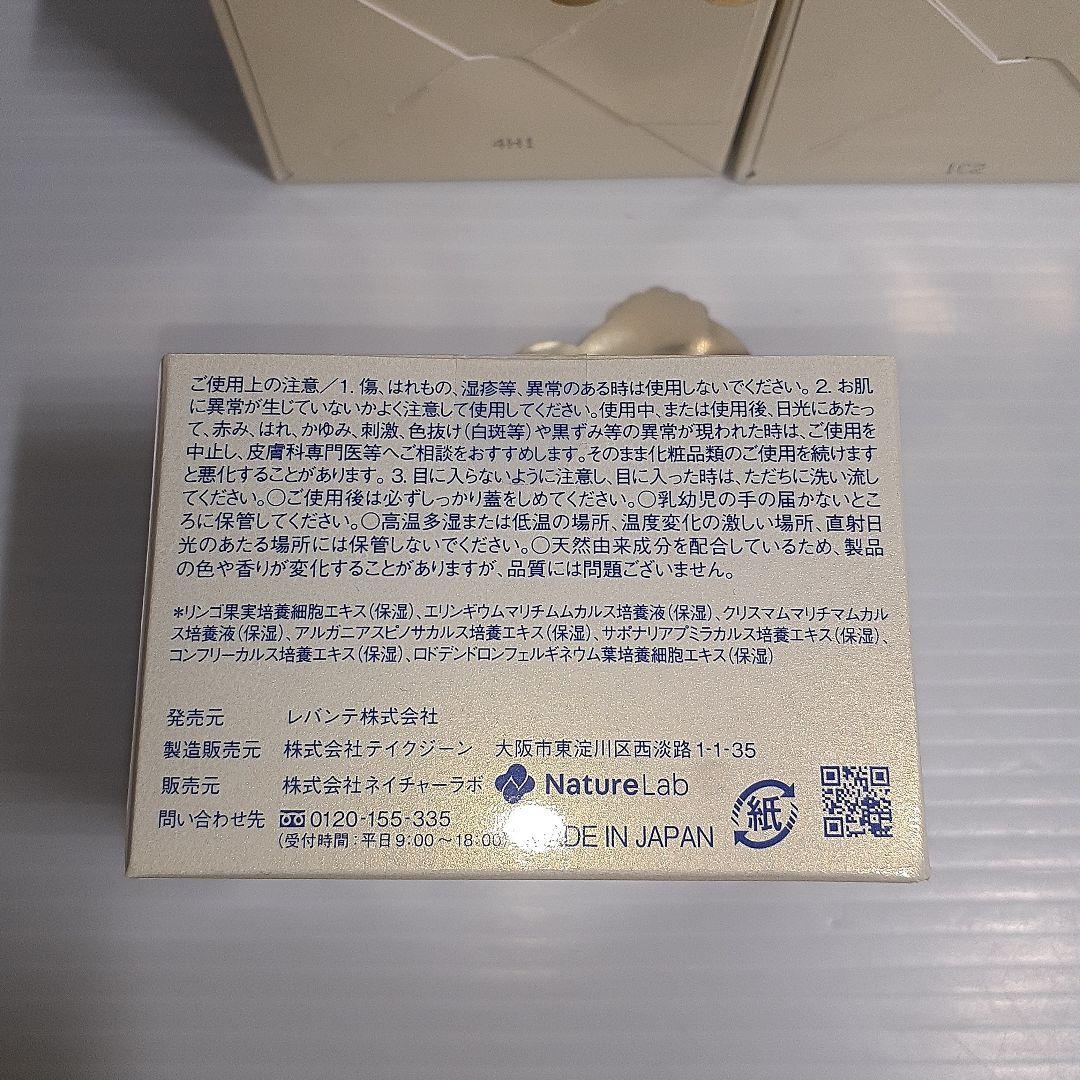 4H1
1C2
ご使用上の注意／1. 傷、はれもの、湿疹等、異常のある時は使用しないでください。2. お肌
に異常が生じていないかよく注意して使用してください。使用中、または使用後、日光にあたっ
て、赤み、はれ、かゆみ、刺激、色抜け(白斑等)や黒ずみ等の異常が現われた時は、ご使用を
中止し、皮膚科専門医等へご相談をおすすめします。そのまま化粧品類のご使用を続けます
と悪化することがあります。3. 目に入らないように注意し、目に入った時は、ただちに洗い流し
てください。○ご使用後は必ずしっかり蓋をしめてください。○乳幼児の手の届かないとこ
ろに保管してください。○高温多湿または低温の場所、温度変化の激しい場所、直射日
光のあたる場所には保管しないでください。○天然由来成分を配合しているため、製品
の色や香りが変化することがありますが、品質には問題ございません。
*リンゴ果実培養細胞エキス(保湿)、エリンギウムマリチムムカルス培養液(保湿)、クリスマムマリチマムカル
ス培養液(保湿)、アルガニアスピノサカルス培養エキス(保湿)、サポナリアプミラカルス培養エキス(保湿)、
コンフリーカルス培養エキス(保湿)、ロドデンドロンフェルギネウム葉培養細胞エキス(保湿)
発売元 レバンテ株式会社
製造販売元 株式会社テイクジーン 大阪市東淀川区西淡路1-1-35
販売元 株式会社ネイチャーラボ NatureLab
問い合わせ先 0120-155-335
(受付時間:平日9:00～18:00) MADE IN JAPAN
紙